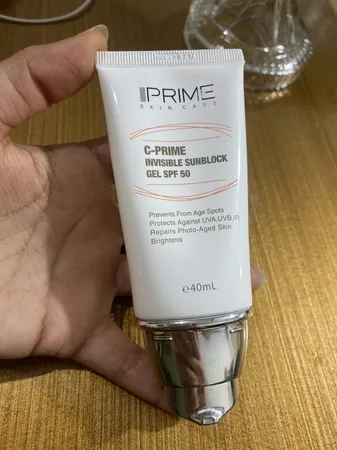 PRIME
SKIN CARE
C-PRIME
INVISIBLE SUNBLOCK
GEL SPF 50
Prevents From Age Spots
Protects Against UVA,UVB,IR
Repairs Photo-Aged Skin
Brightens
℮40mL